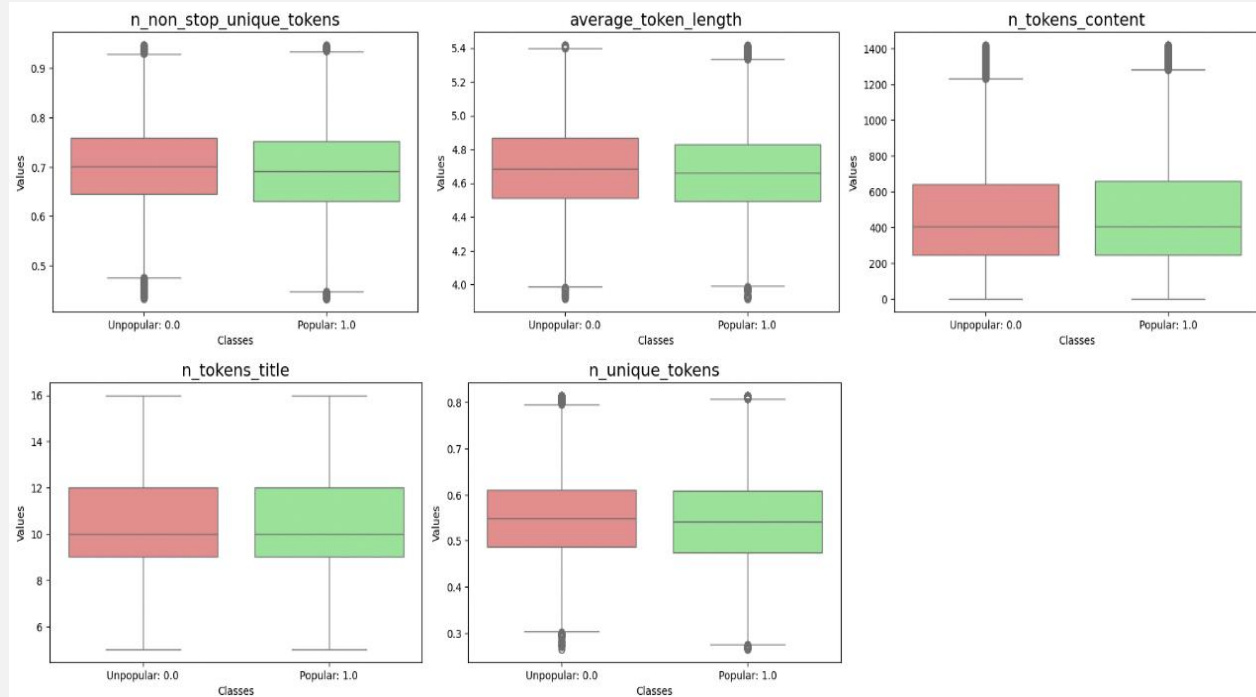 n_non_stop_unique_tokens
Values
0.9
0.8
0.7
0.6
0.5
Unpopular: 0.0
Popular: 1.0
Classes
average_token_length
Values
5.4
5.2
5.0
4.8
4.6
4.4
4.2
4.0
Unpopular: 0.0
Popular: 1.0
Classes
n_tokens_content
Values
1400
1200
1000
800
600
400
200
0
Unpopular: 0.0
Popular: 1.0
Classes
n_tokens_title
Values
16
14
12
10
8
6
Unpopular: 0.0
Popular: 1.0
Classes
n_unique_tokens
Values
0.8
0.7
0.6
0.5
0.4
0.3
Unpopular: 0.0
Popular: 1.0
Classes